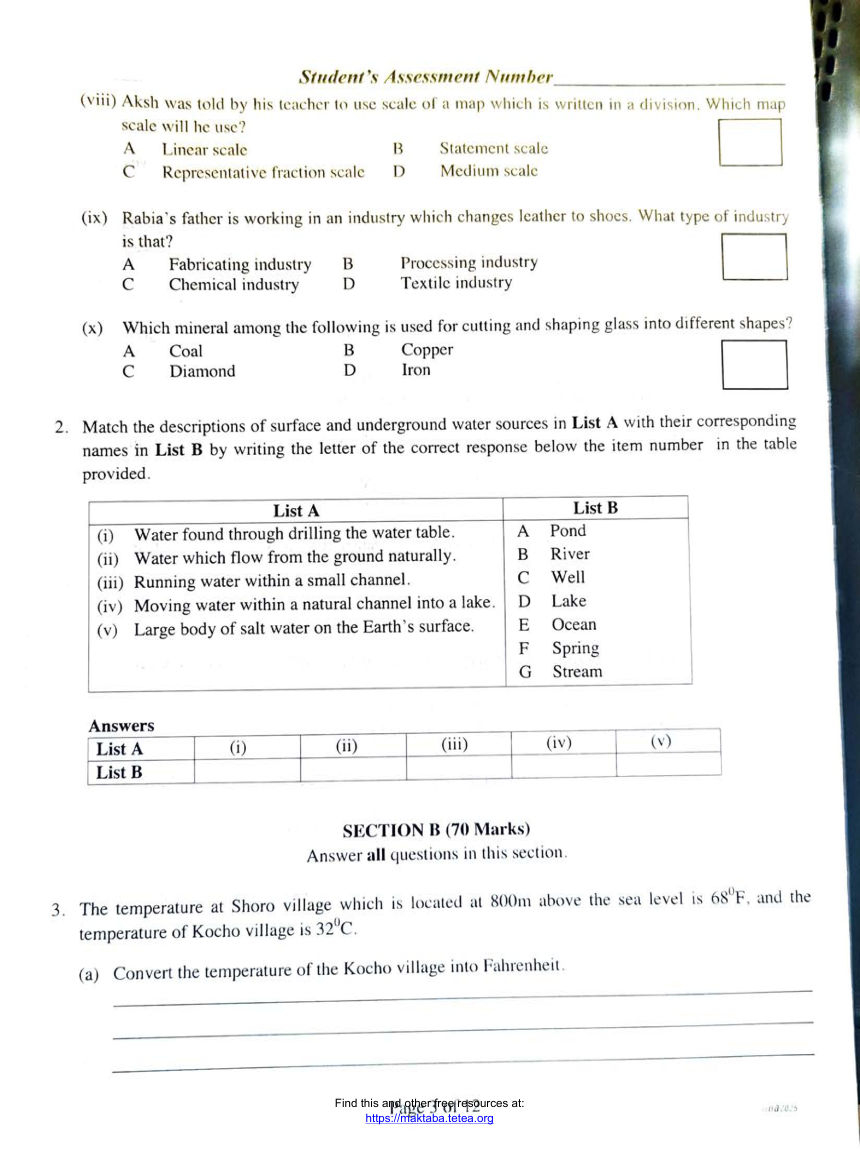 Student's Assessment Number
(viii) Aksh was told by his teacher to use scale of a map which is written in a division. Which map
scale will he use?
A Linear scale B Statement scale
C Representative fraction scale D Medium scale
(ix) Rabia's father is working in an industry which changes leather to shoes. What type of industry
is that?
A Fabricating industry B Processing industry
C Chemical industry D Textile industry
(x) Which mineral among the following is used for cutting and shaping glass into different shapes?
A Coal B Copper
C Diamond D Iron
2. Match the descriptions of surface and underground water sources in List A with their corresponding
names in List B by writing the letter of the correct response below the item number in the table
provided.
List A List B
(i) Water found through drilling the water table. A Pond
(ii) Water which flow from the ground naturally. B River
(iii) Running water within a small channel. C Well
(iv) Moving water within a natural channel into a lake. D Lake
(v) Large body of salt water on the Earth's surface. E Ocean
F Spring
G Stream
Answers
List A (i) (ii) (iii) (iv) (v)
List B
SECTION B (70 Marks)
Answer all questions in this section.
3. The temperature at Shoro village which is located at 800m above the sea level is 68⁰F, and the
temperature of Kocho village is 32⁰C.
(a) Convert the temperature of the Kocho village into Fahrenheit.
Page 3 of 12
Find this and other free resources at:
https://maktaba.tetea.org